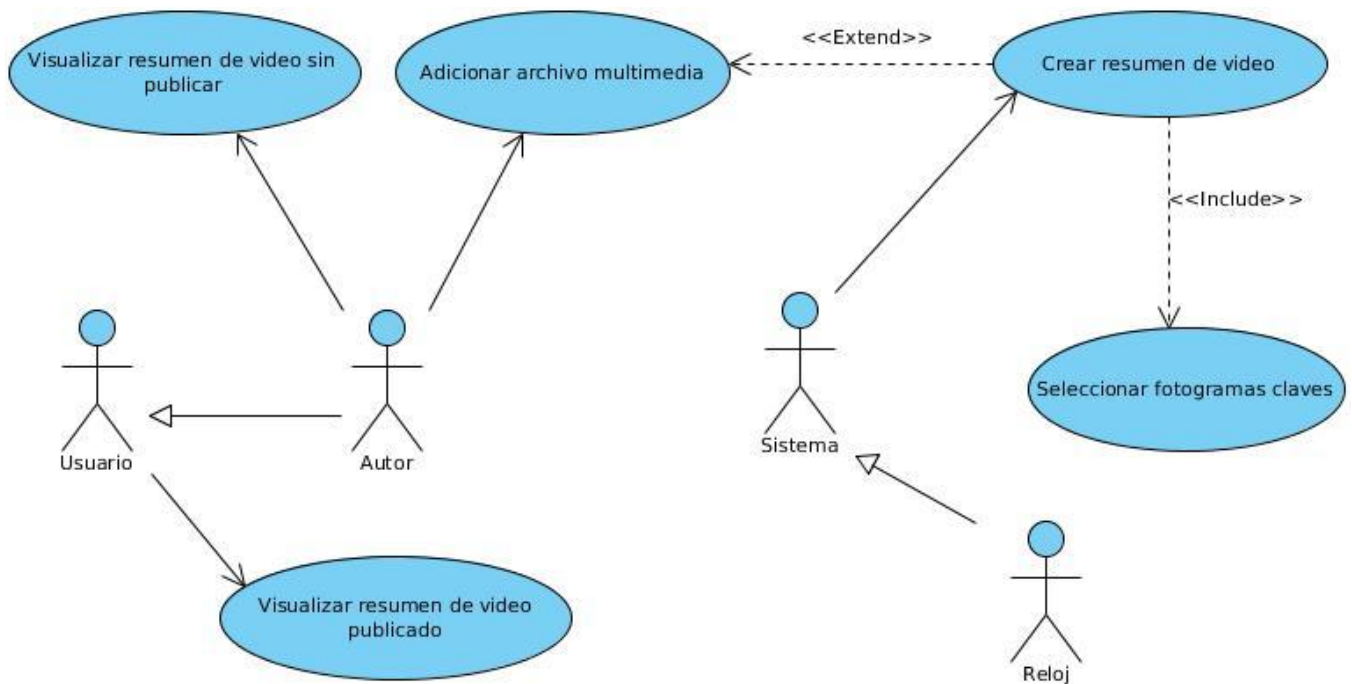 Visualizar resumen de video sin
publicar
Adicionar archivo multimedia
<<Extend>>
Crear resumen de video
<<Include>>
Seleccionar fotogramas claves
Usuario
Autor
Sistema
Visualizar resumen de video
publicado
Reloj